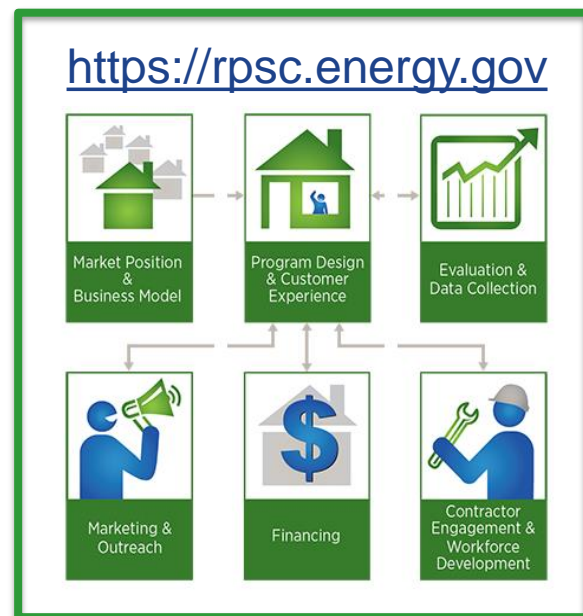 https://rpsc.energy.gov
Market Position
&
Business Model
Program Design
& Customer
Experience
Evaluation &
Data Collection
Marketing &
Outreach
$
Financing
Contractor
Engagement &
Workforce
Development